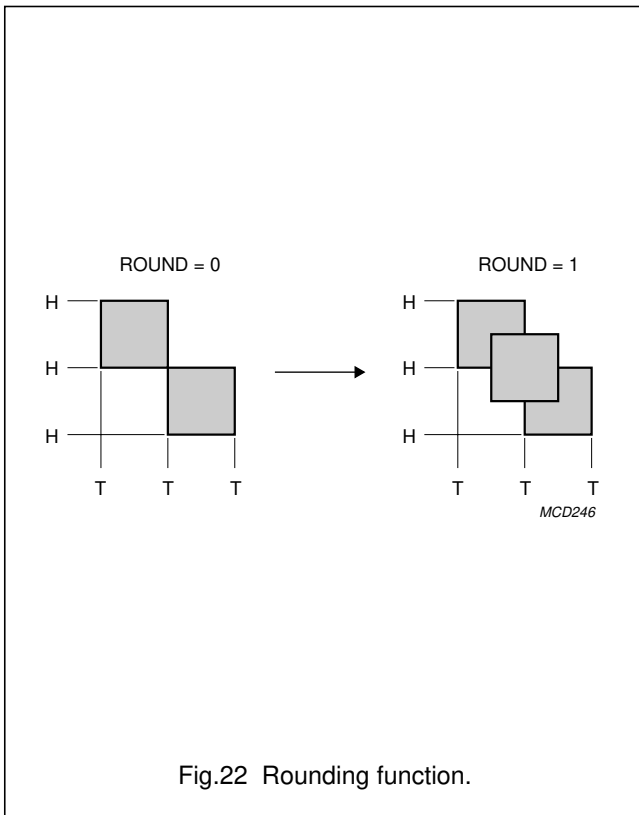 ROUND = 0
H
H
H
T T T
ROUND = 1
H
H
H
T T T
MCD246
Fig.22 Rounding function.